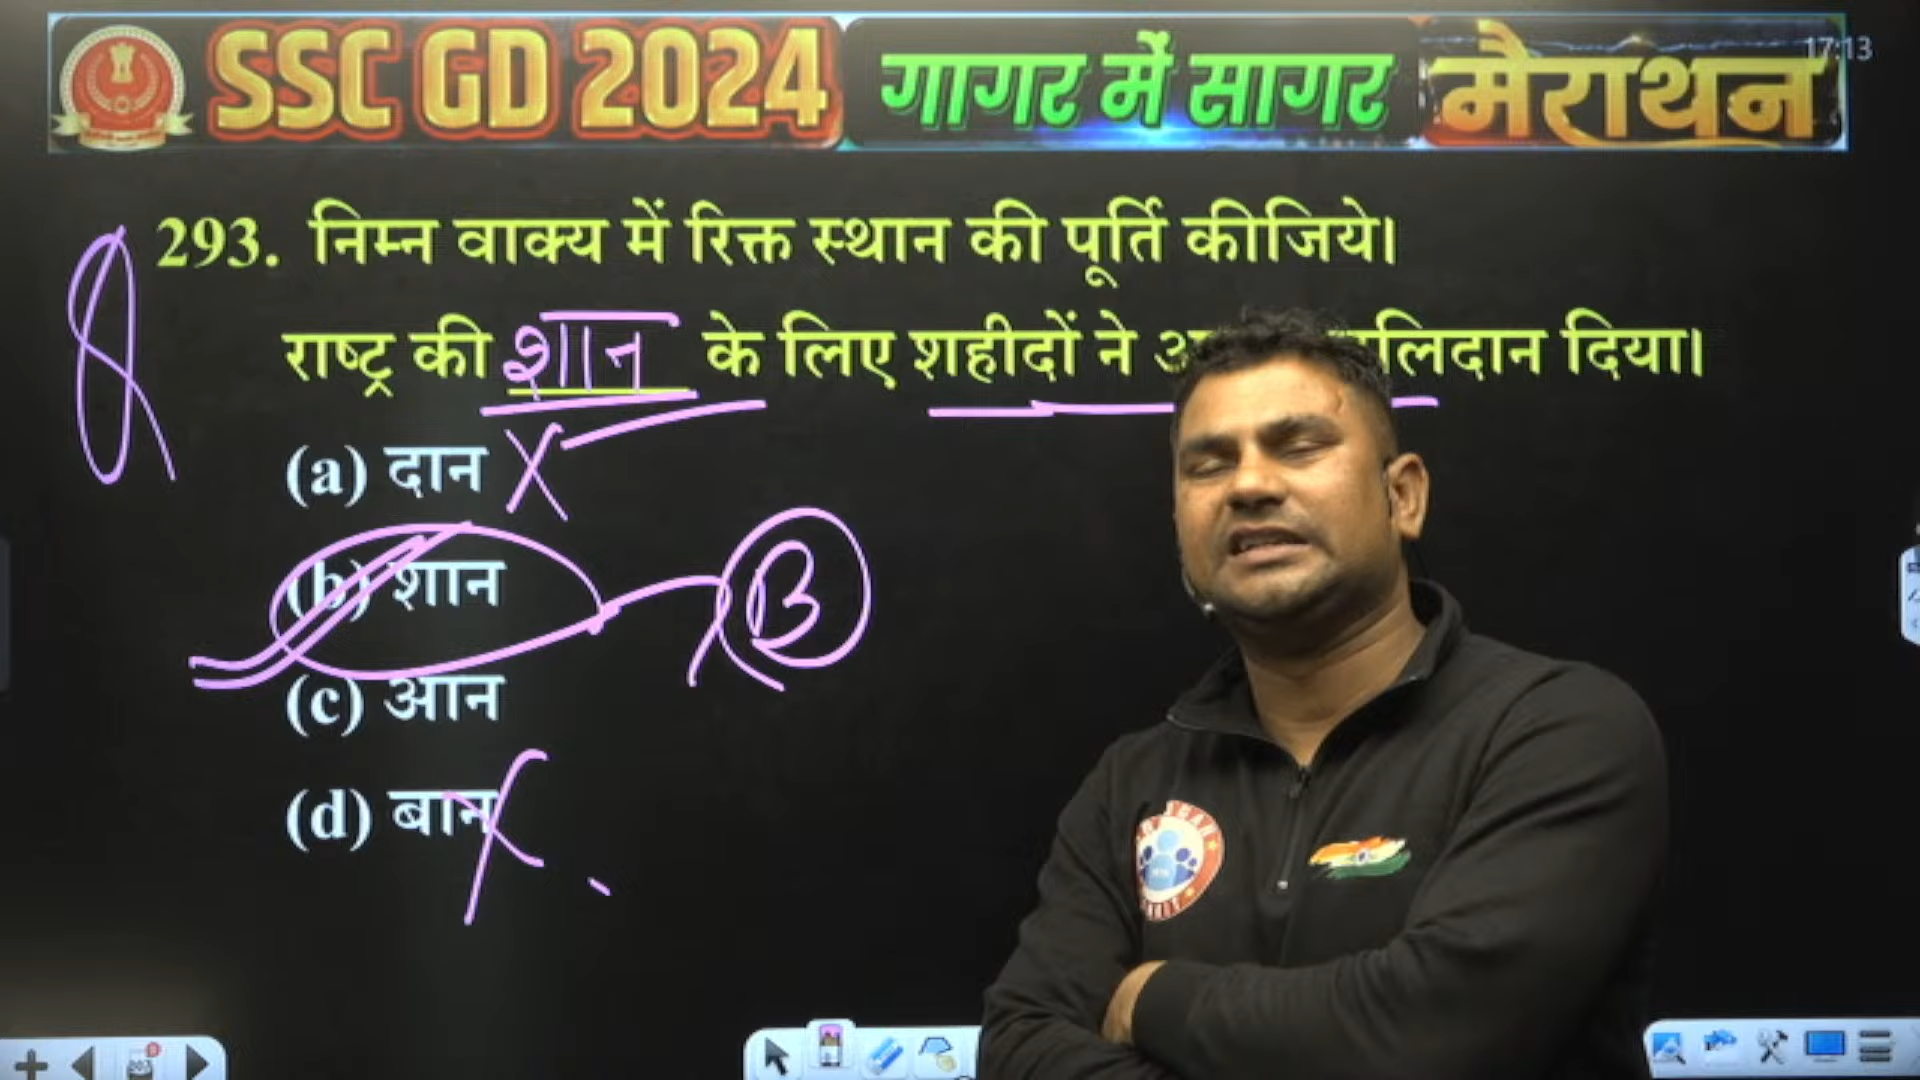 SSC GD 2024 गागर में सागर मैराथन 17:13
293. निम्न वाक्य में रिक्त स्थान की पूर्ति कीजिये।
राष्ट्र की शान के लिए शहीदों ने दिया।
(a) दान
(b) शान
B
(c) आन
(d) बान